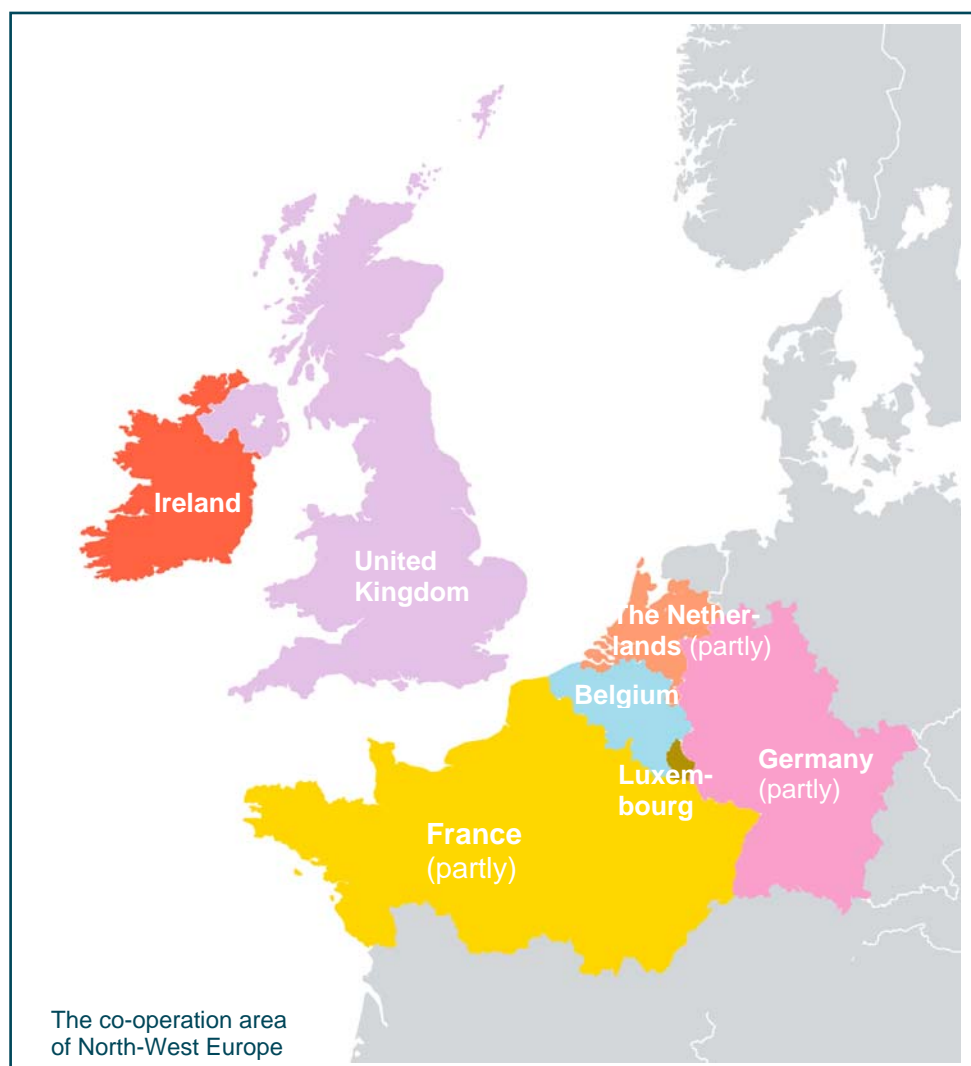 Ireland
United
Kingdom
The Nether-
lands (partly)
Belgium
Luxem-
bourg
Germany
(partly)
France
(partly)
The co-operation area
of North-West Europe